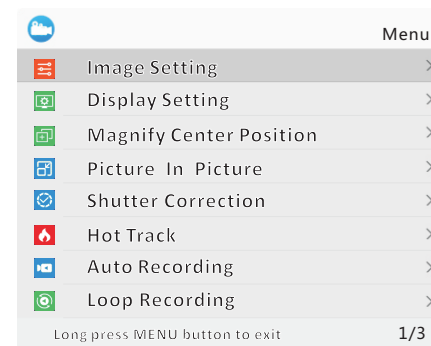 Menu
Image Setting
Display Setting
Magnify Center Position
Picture In Picture
Shutter Correction
Hot Track
Auto Recording
Loop Recording
Long press MENU button to exit 1/3